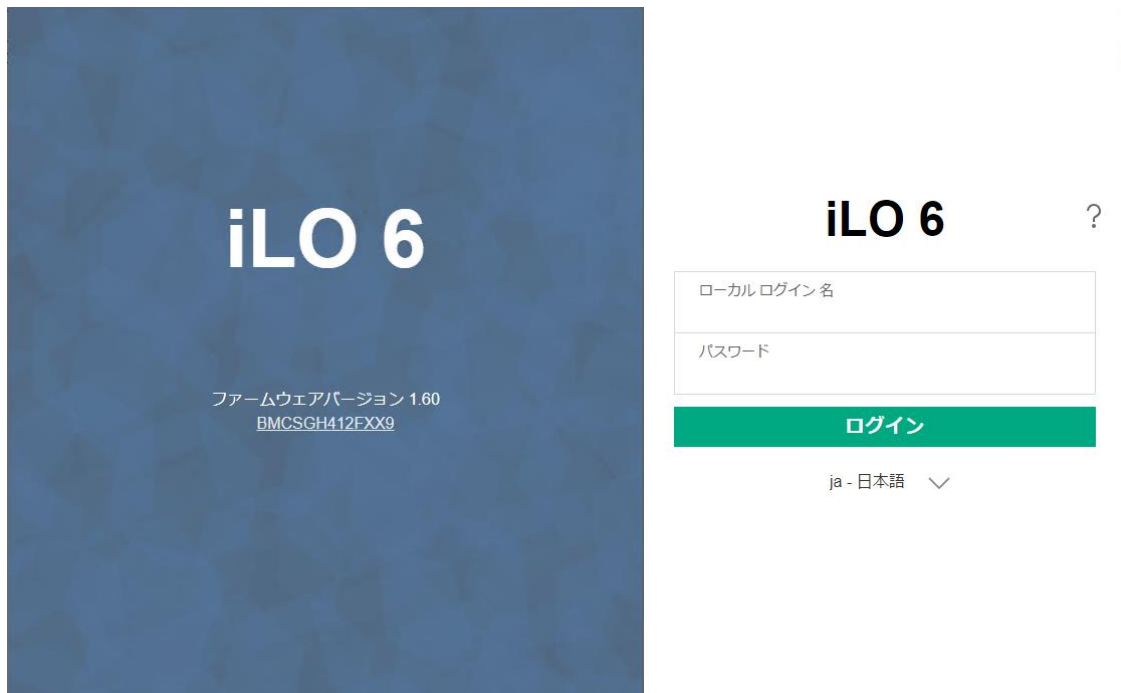 iLO 6
ファームウェアバージョン 1.60
BMCSGH412FXX9
iLO 6
?
ローカル ログイン 名
パスワード
ログイン
ja - 日本語